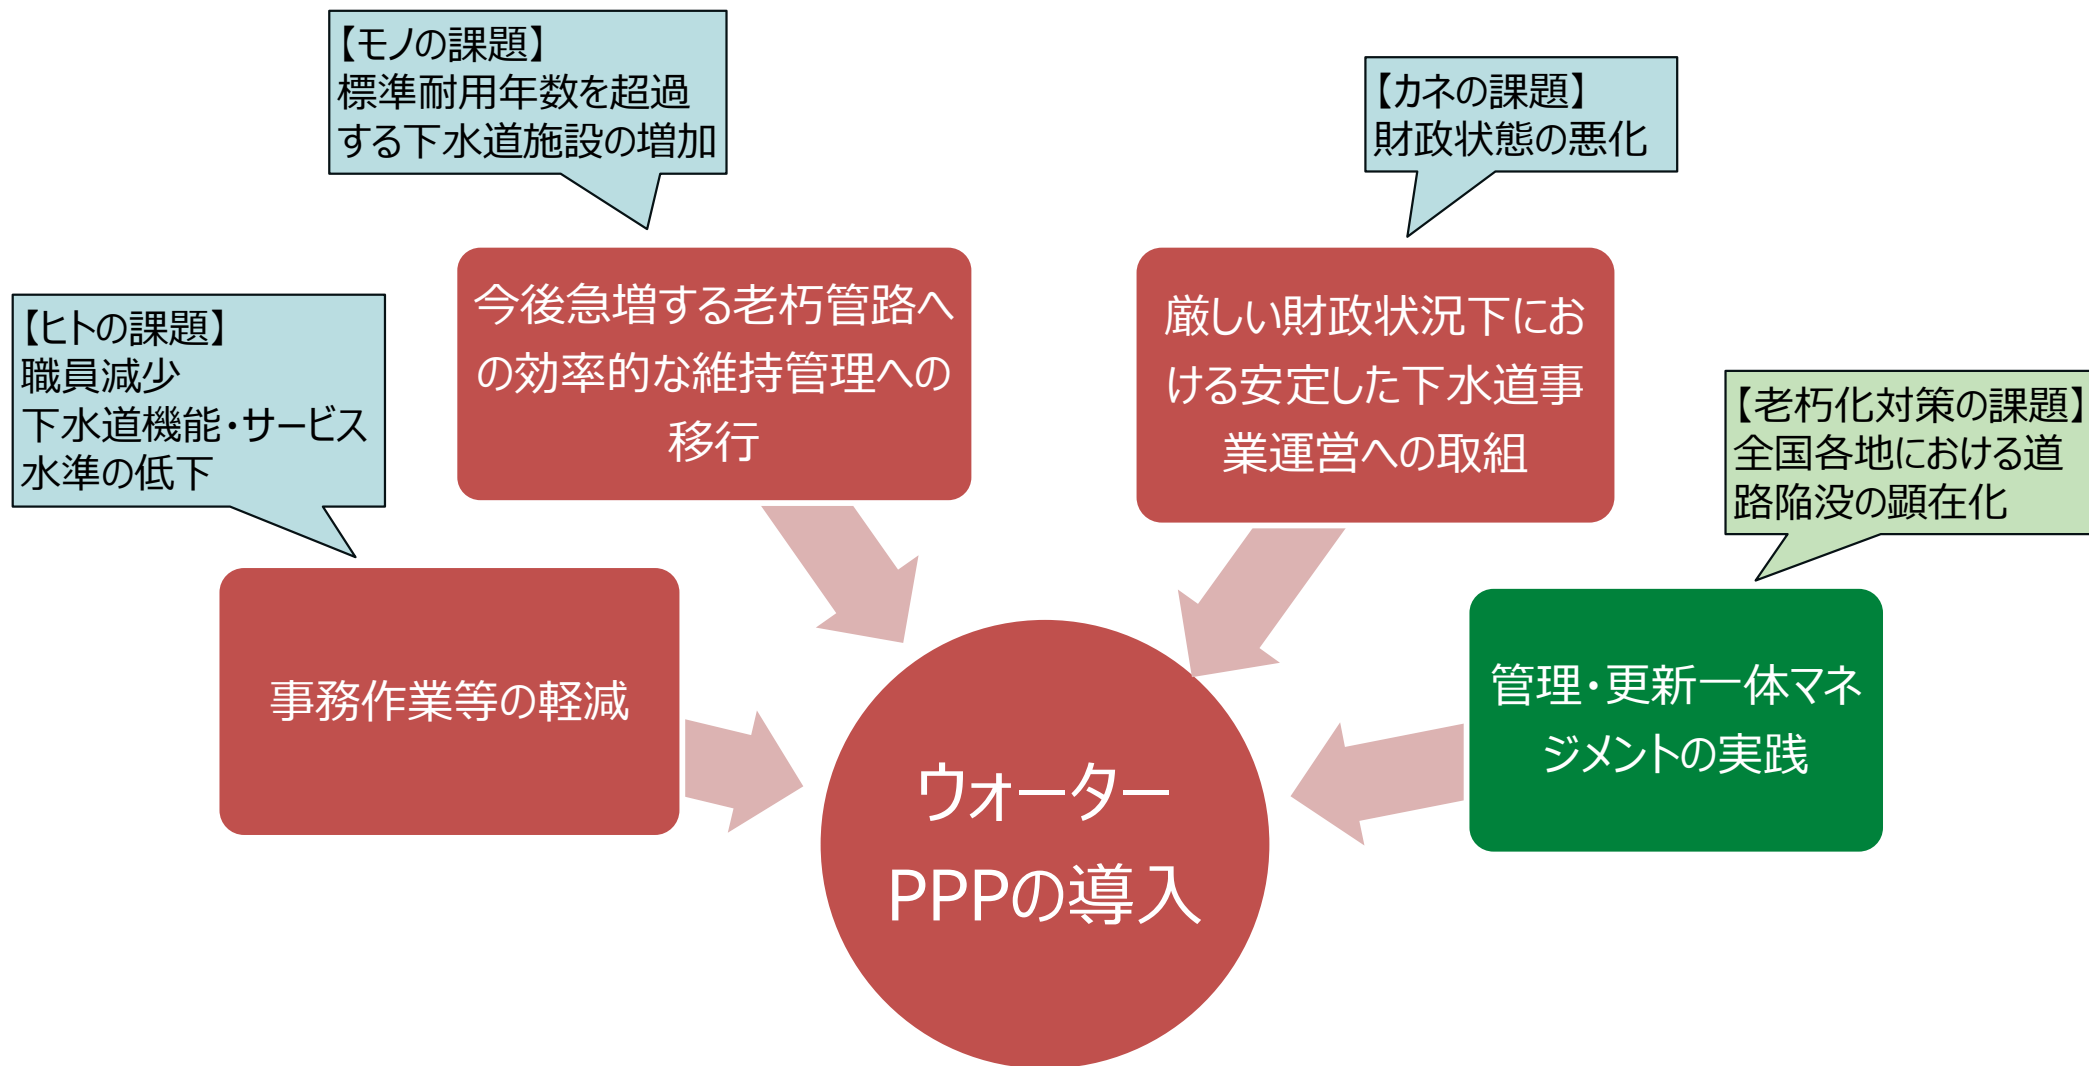 【モノの課題】
標準耐用年数を超過
する下水道施設の増加
【カネの課題】
財政状態の悪化
今後急増する老朽管路へ
の効率的な維持管理への
移行
厳しい財政状況下にお
ける安定した下水道事
業運営への取組
【ヒトの課題】
職員減少
下水道機能・サービス
水準の低下
【老朽化対策の課題】
全国各地における道
路陥没の顕在化
事務作業等の軽減
管理・更新一体マネ
ジメントの実践
ウォーター
PPPの導入